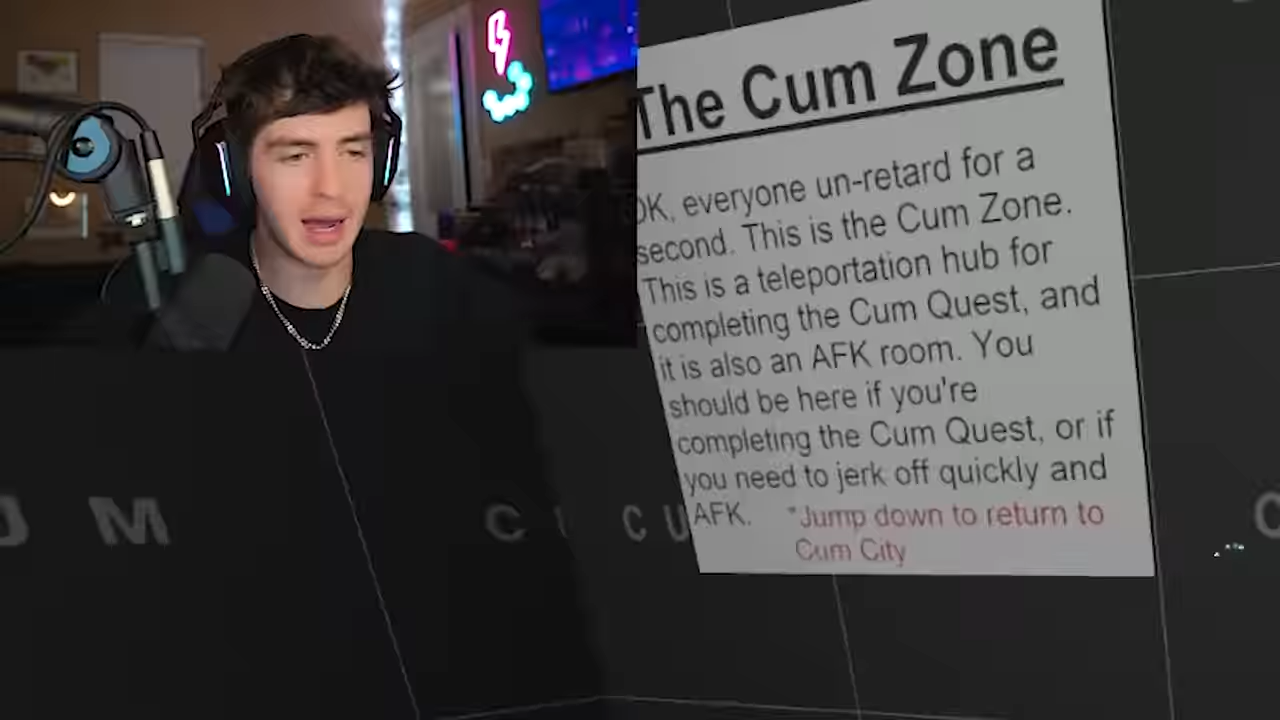 The Cum Zone
OK, everyone un-retard for a
second. This is the Cum Zone.
This is a teleportation hub for
completing the Cum Quest, and
it is also an AFK room. You
should be here if you're
completing the Cum Quest, or if
you need to jerk off quickly and
AFK.
*Jump down to return to
Cum City
U M
C
C U
C